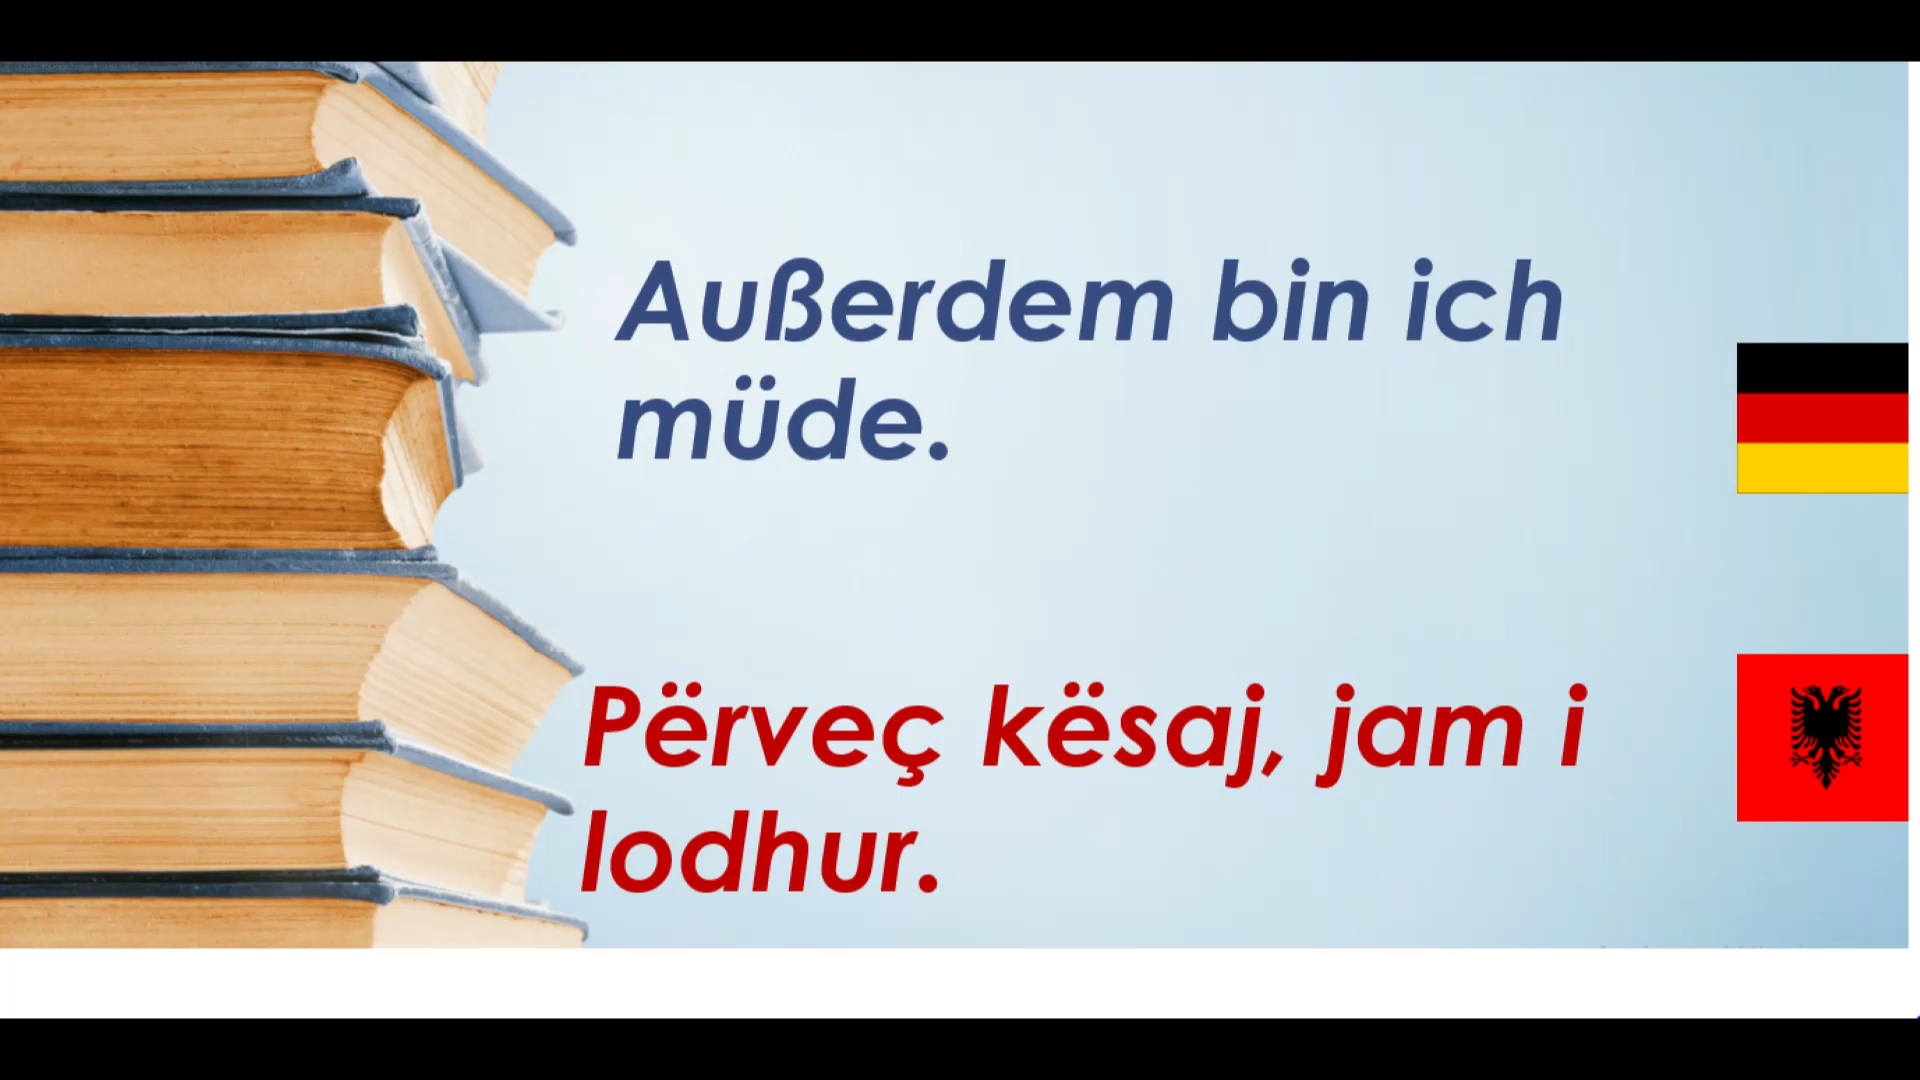 Außerdem bin ich
müde.
Përveç kësaj, jam i
lodhur.